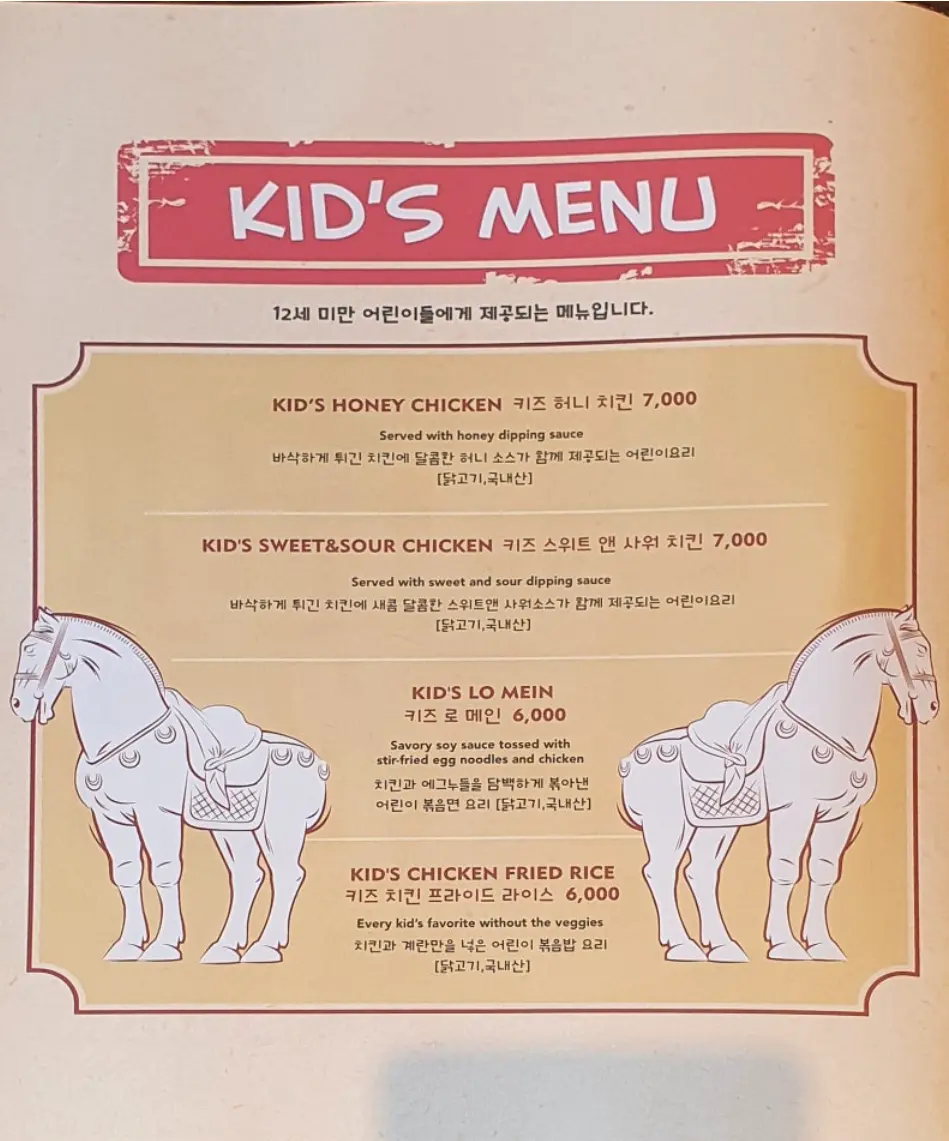 KID'S MENU
12세 미만 어린이들에게 제공되는 메뉴입니다.
KID'S HONEY CHICKEN 키즈 허니 치킨 7,000
Served with honey dipping sauce
바삭하게 튀긴 치킨에 달콤한 허니 소스가 함께 제공되는 어린이요리
[닭고기,국내산]
KID'S SWEET&SOUR CHICKEN 키즈 스위트 앤 사워 치킨 7,000
Served with sweet and sour dipping sauce
바삭하게 튀긴 치킨에 새콤 달콤한 스위트앤 사워소스가 함께 제공되는 어린이요리
[닭고기,국내산]
KID'S LO MEIN
키즈 로 메인 6,000
Savory soy sauce tossed with
stir-fried egg noodles and chicken
치킨과 에그누들을 담백하게 볶아낸
어린이 볶음면 요리 [닭고기,국내산]
KID'S CHICKEN FRIED RICE
키즈 치킨 프라이드 라이스 6,000
Every kid's favorite without the veggies
치킨과 계란만을 넣은 어린이 볶음밥 요리
[닭고기,국내산]